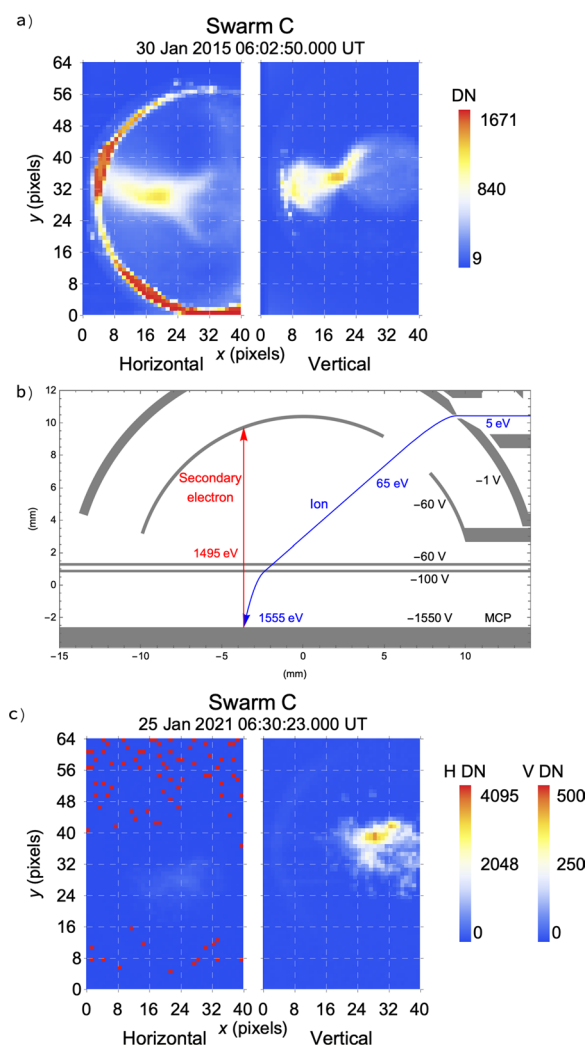 a)
Swarm C
30 Jan 2015 06:02:50.000 UT
64
56
48
40
32
24
16
8
0
y (pixels)
0 8 16 24 32 40
0 8 16 24 32 40
Horizontal
x (pixels)
Vertical
DN
1671
840
9
b)
12
10
8
6
4
2
0
−2
(mm)
(mm)
−15 −10 −5 0 5 10
(mm)
Secondary
electron
1495 eV
Ion
5 eV
65 eV
−1 V
−60 V
−60 V
−100 V
1555 eV
−1550 V
MCP
c)
Swarm C
25 Jan 2021 06:30:23.000 UT
64
56
48
40
32
24
16
8
0
y (pixels)
0 8 16 24 32 40
0 8 16 24 32 40
Horizontal
x (pixels)
Vertical
H DN
4095
2048
0
V DN
500
250
0